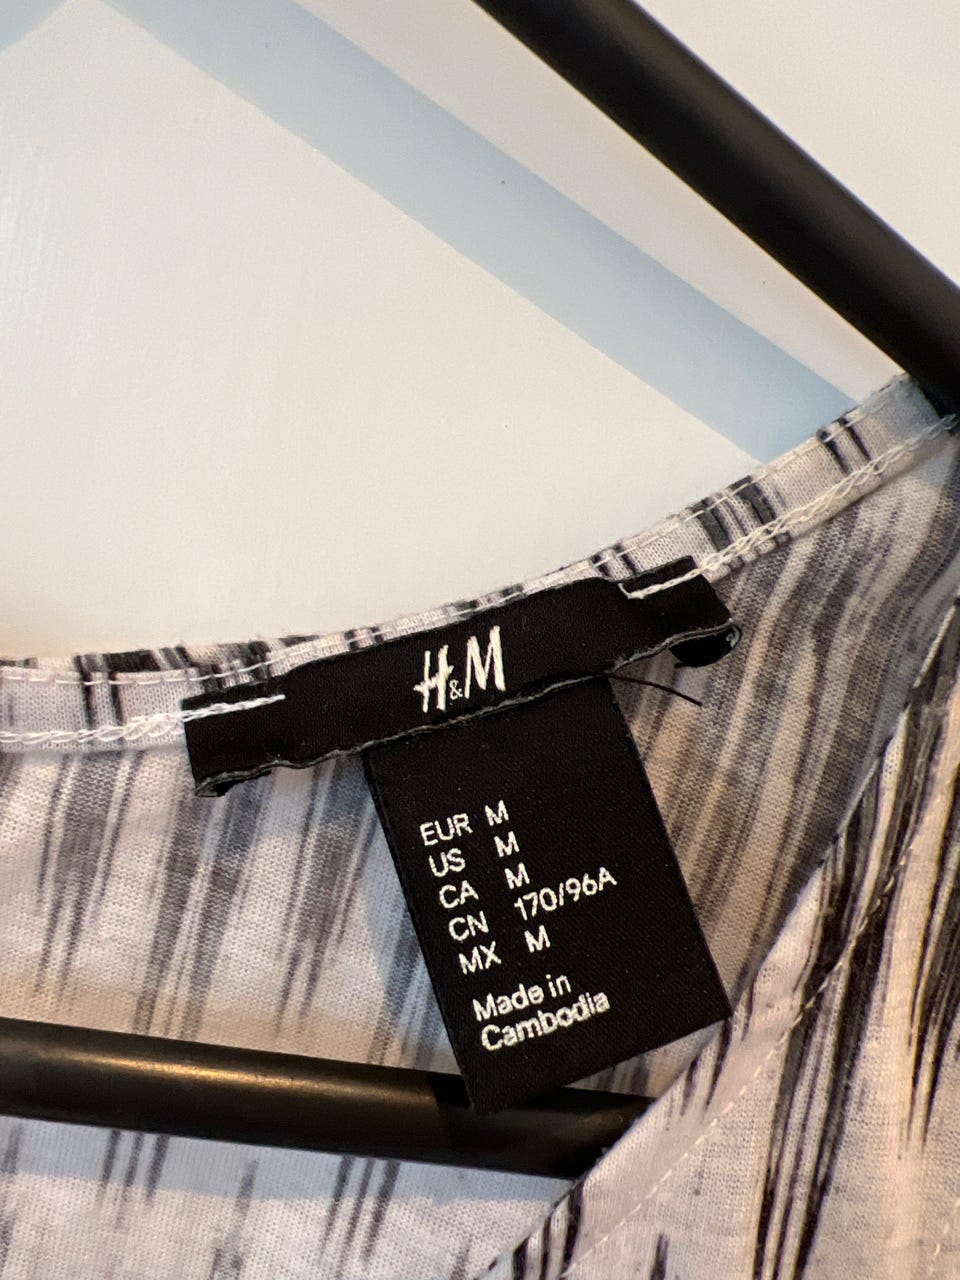 H&M
EUR M
US M
CA M
CN 170/96A
MX M
Made in
Cambodia